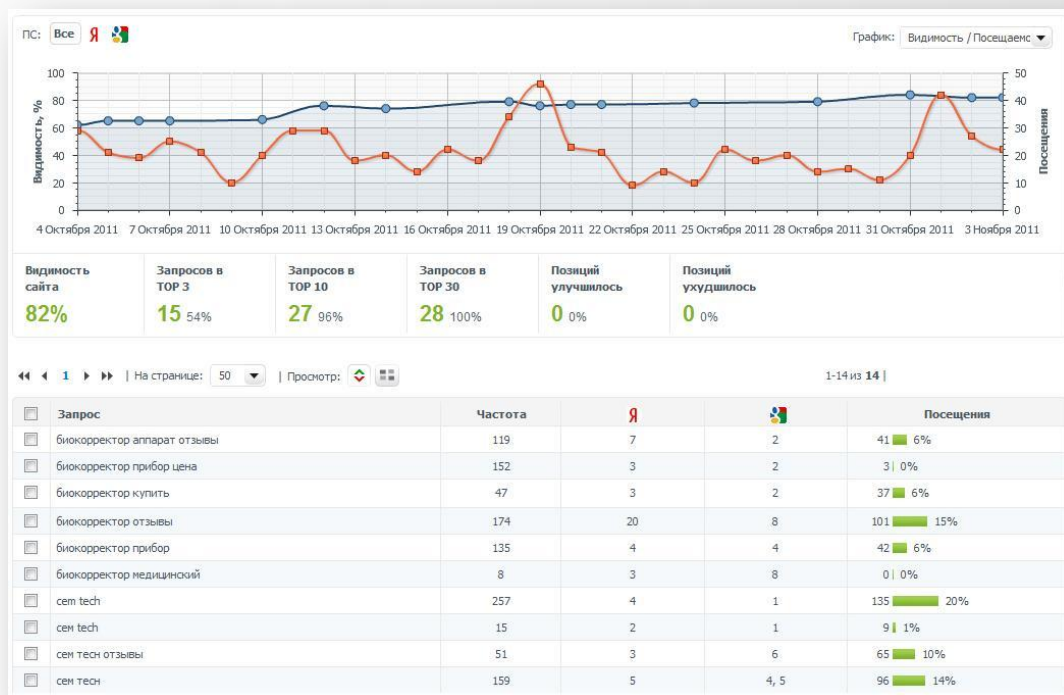 ПС: Все Я График: Видимость / Посещаемс
100 50
80 40
60 30
40 20
20 10
0 0
Видимость, %
Посещения
4 Октября 2011 7 Октября 2011 10 Октября 2011 13 Октября 2011 16 Октября 2011 19 Октября 2011 22 Октября 2011 25 Октября 2011 28 Октября 2011 31 Октября 2011 3 Ноября 2011
Видимость сайта
82%
Запросов в TOP 3
15 54%
Запросов в TOP 10
27 96%
Запросов в TOP 30
28 100%
Позиций улучшилось
0 0%
Позиций ухудшилось
0 0%
1 | На странице: 50 | Просмотр: 1-14 из 14 |
Запрос Частота Я Посещения
биокорректор аппарат отзывы 119 7 2 41 6%
биокорректор прибор цена 152 3 2 3 0%
биокорректор купить 47 3 2 37 6%
биокорректор отзывы 174 20 8 101 15%
биокорректор прибор 135 4 4 42 6%
биокорректор медицинский 8 3 8 0 0%
cem tech 257 4 1 135 20%
сем tech 15 2 1 9 1%
сем тесн отзывы 51 3 6 65 10%
сем тесн 159 5 4, 5 96 14%